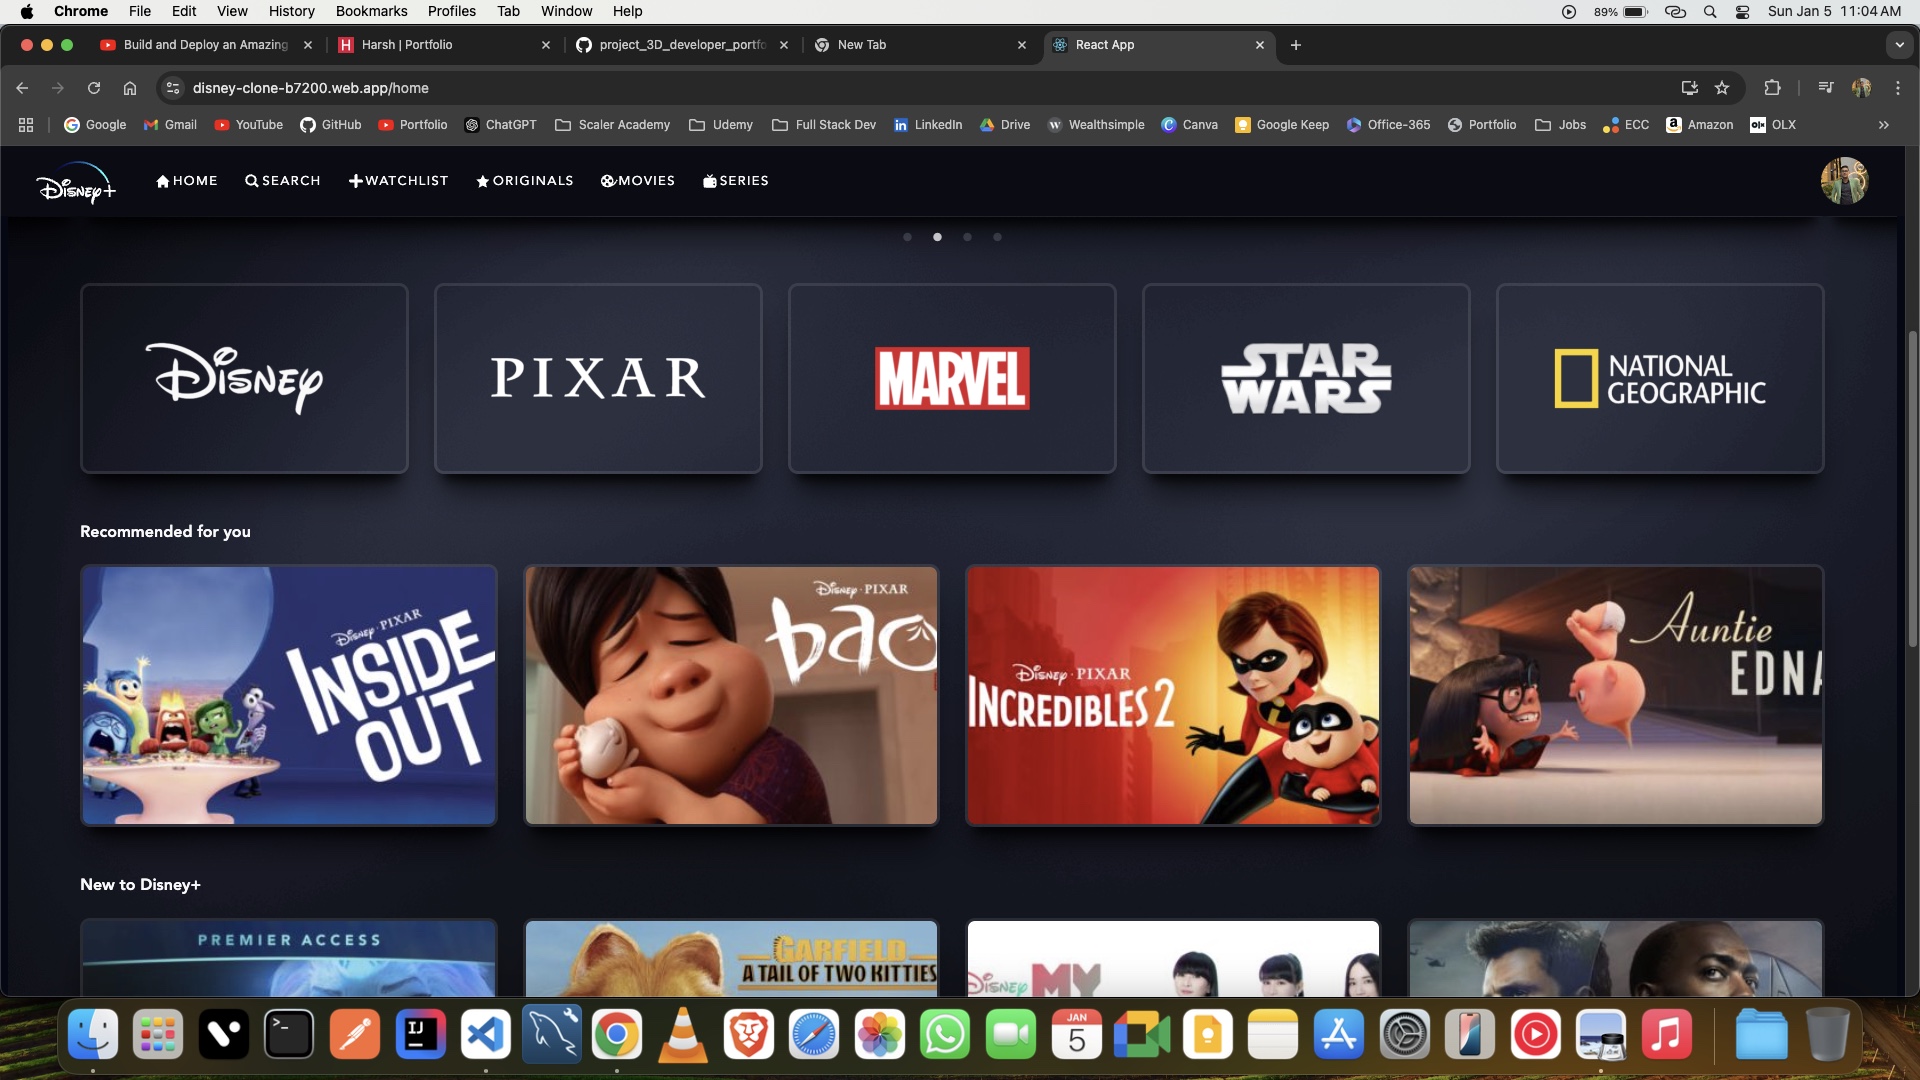 Chrome File Edit View History Bookmarks Profiles Tab Window Help 89% Sun Jan 5 11:04 AM
Build and Deploy an Amazing Harsh | Portfolio project_3D_developer_portfo New Tab React App
disney-clone-b7200.web.app/home
Google Gmail YouTube GitHub Portfolio ChatGPT Scaler Academy Udemy Full Stack Dev LinkedIn Drive Wealthsimple Canva Google Keep Office-365 Portfolio Jobs ECC Amazon OLX
Disney+ HOME SEARCH WATCHLIST ORIGINALS MOVIES SERIES
Disney
PIXAR
MARVEL
STAR
WARS
NATIONAL
GEOGRAPHIC
Recommended for you
Disney · PIXAR
INSIDE
OUT
Disney · PIXAR
bao
Disney · PIXAR
INCREDIBLES 2
Auntie
EDNA
New to Disney+
PREMIER ACCESS
GARFIELD
A TAIL OF TWO KITTIES
Disney MY
JAN
5